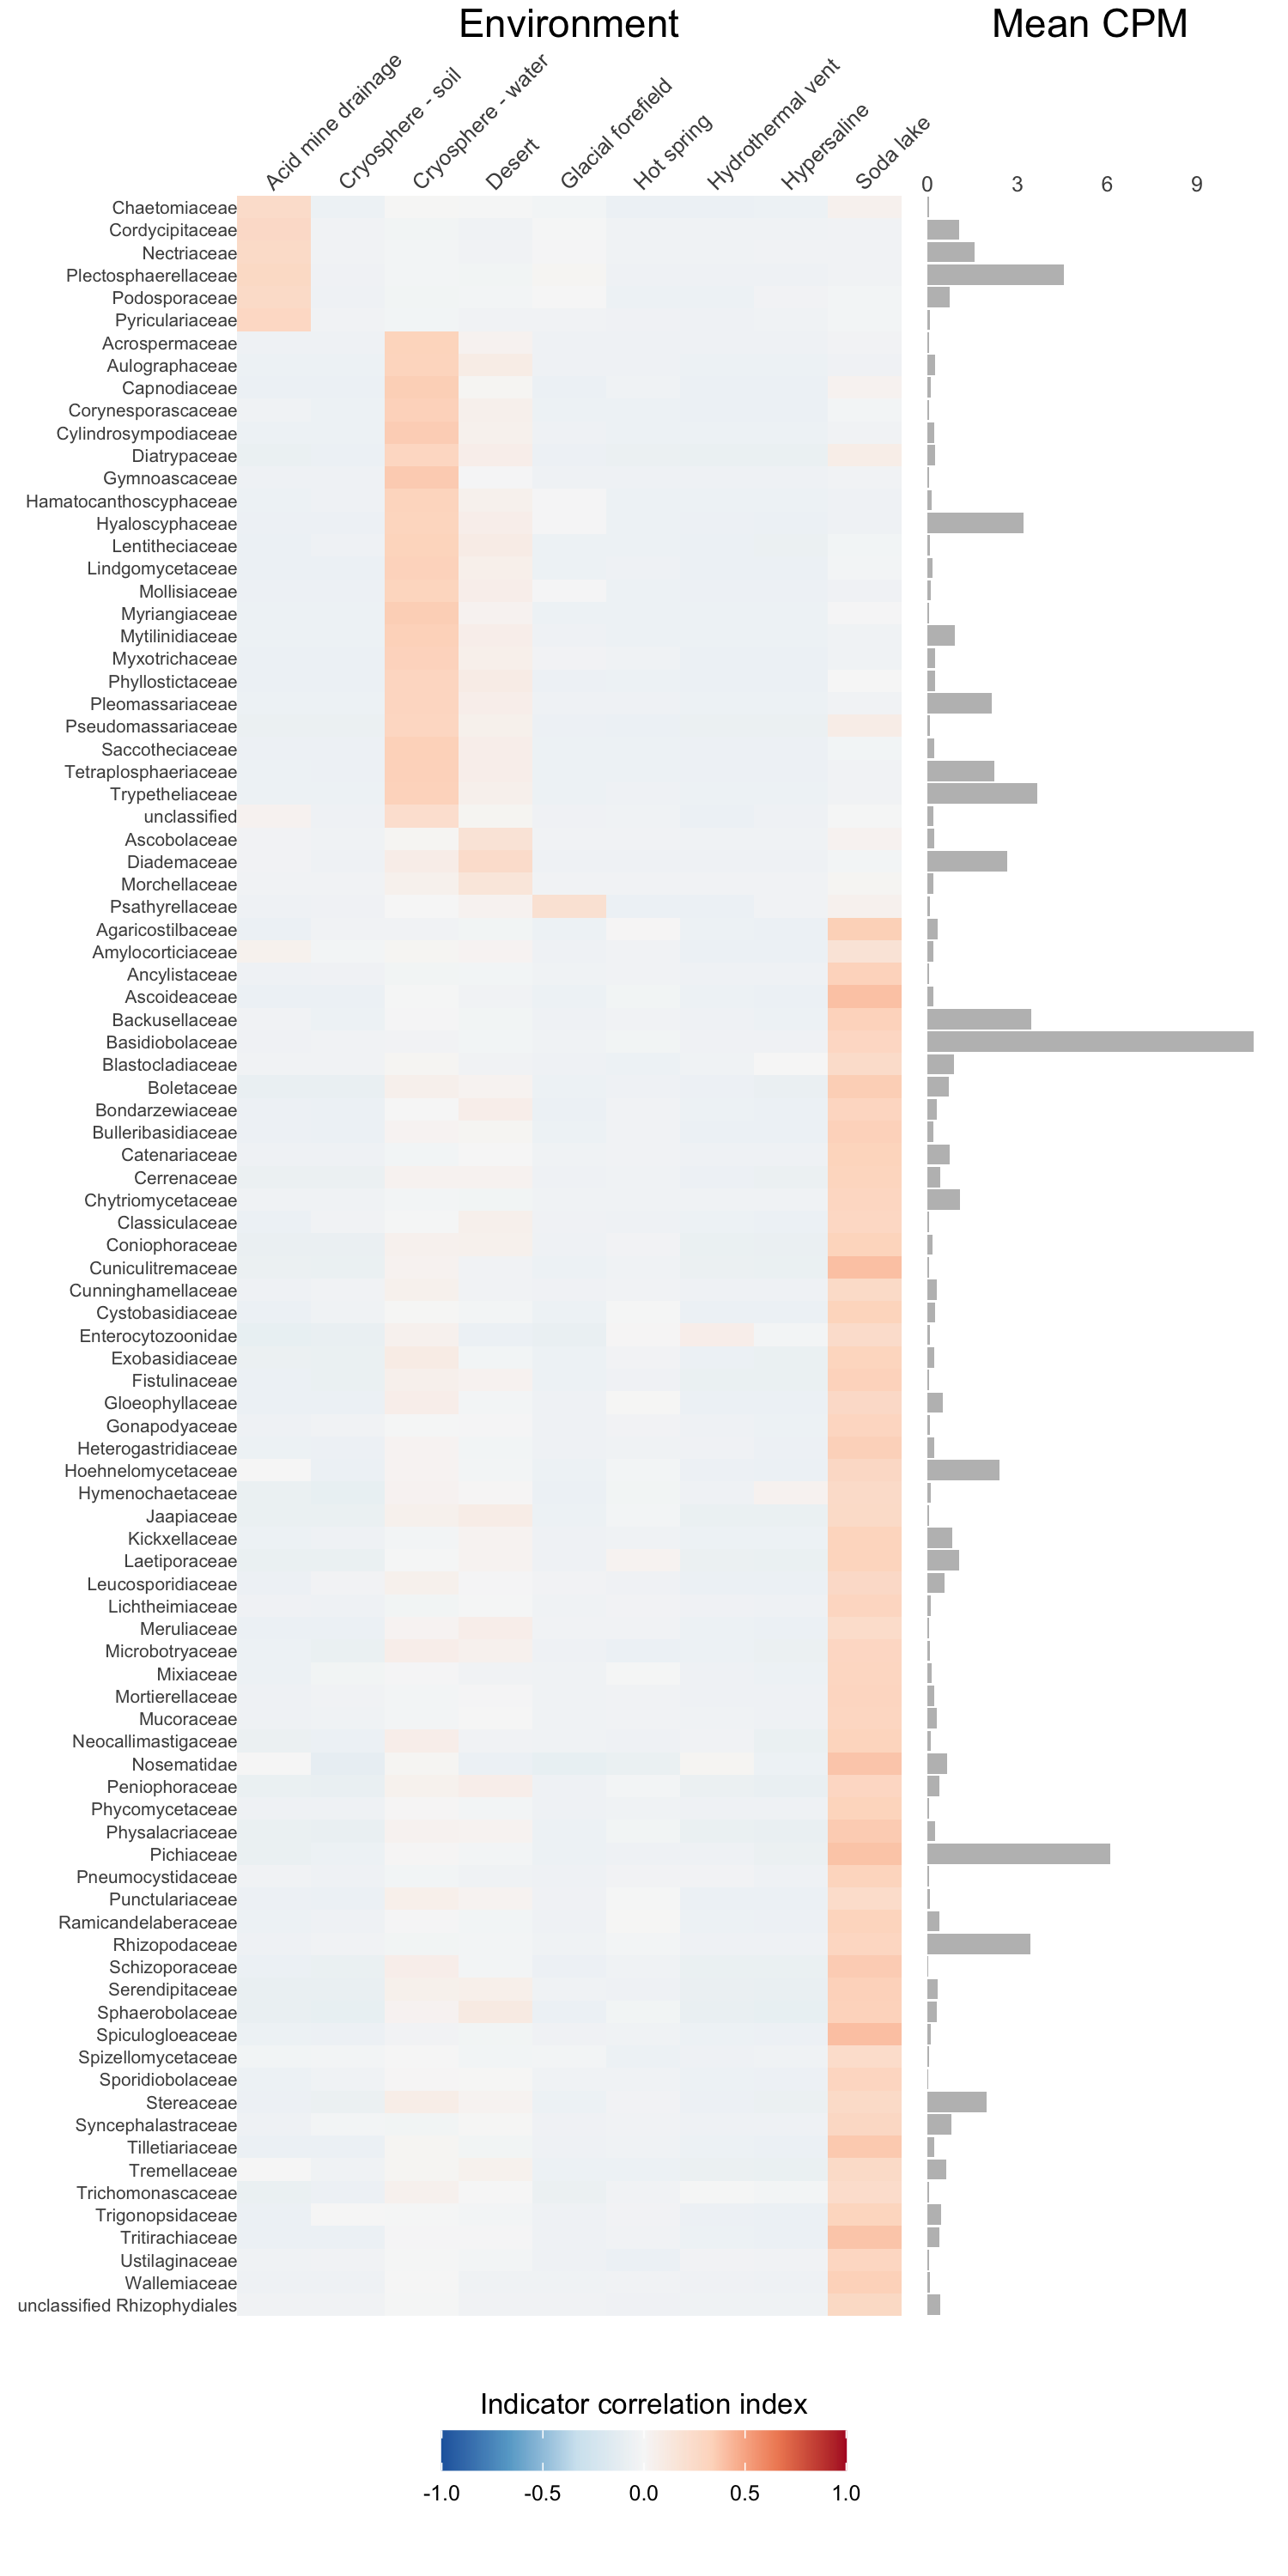 Environment
Mean CPM
Acid mine drainage
Cryosphere - soil
Cryosphere - water
Desert
Glacial forefield
Hot spring
Hydrothermal vent
Hypersaline
Soda lake
0 3 6 9
Chaetomiaceae
Cordycipitaceae
Nectriaceae
Plectosphaerellaceae
Podosporaceae
Pyriculariaceae
Acrospermaceae
Aulographaceae
Capnodiaceae
Corynesporascaceae
Cylindrosympodiaceae
Diatrypaceae
Gymnoascaceae
Hamatocanthoscyphaceae
Hyaloscyphaceae
Lentitheciaceae
Lindgomycetaceae
Mollisiaceae
Myriangiaceae
Mytilinidiaceae
Myxotrichaceae
Phyllostictaceae
Pleomassariaceae
Pseudomassariaceae
Saccotheciaceae
Tetraplosphaeriaceae
Trypetheliaceae
unclassified
Ascobolaceae
Diademaceae
Morchellaceae
Psathyrellaceae
Agaricostilbaceae
Amylocorticiaceae
Ancylistaceae
Ascoideaceae
Backusellaceae
Basidiobolaceae
Blastocladiaceae
Boletaceae
Bondarzewiaceae
Bulleribasidiaceae
Catenariaceae
Cerrenaceae
Chytriomycetaceae
Classiculaceae
Coniophoraceae
Cuniculitremaceae
Cunninghamellaceae
Cystobasidiaceae
Enterocytozoonidae
Exobasidiaceae
Fistulinaceae
Gloeophyllaceae
Gonapodyaceae
Heterogastridiaceae
Hoehnelomycetaceae
Hymenochaetaceae
Jaapiaceae
Kickxellaceae
Laetiporaceae
Leucosporidiaceae
Lichtheimiaceae
Meruliaceae
Microbotryaceae
Mixiaceae
Mortierellaceae
Mucoraceae
Neocallimastigaceae
Nosematidae
Peniophoraceae
Phycomycetaceae
Physalacriaceae
Pichiaceae
Pneumocystidaceae
Punctulariaceae
Ramicandelaberaceae
Rhizopodaceae
Schizoporaceae
Serendipitaceae
Sphaerobolaceae
Spiculogloeaceae
Spizellomycetaceae
Sporidiobolaceae
Stereaceae
Syncephalastraceae
Tilletiariaceae
Tremellaceae
Trichomonascaceae
Trigonopsidaceae
Tritirachiaceae
Ustilaginaceae
Wallemiaceae
unclassified Rhizophydiales
Indicator correlation index
-1.0 -0.5 0.0 0.5 1.0